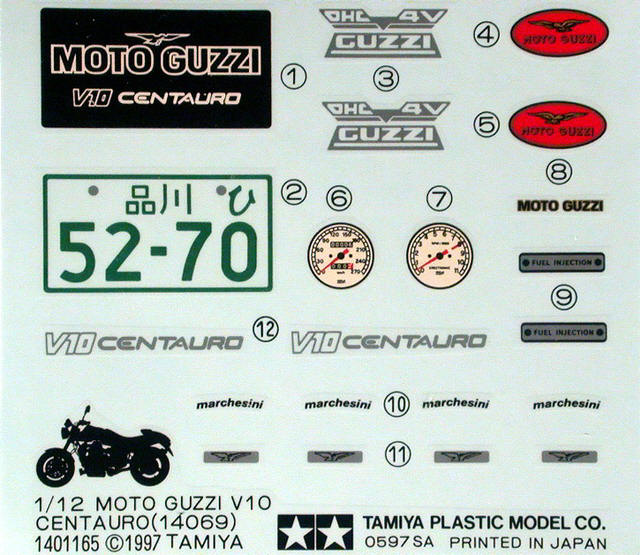 MOTO GUZZI
V10 CENTAURO
1
OHC 4V
GUZZI
3
4
MOTO GUZZI
OHC 4V
GUZZI
5
MOTO GUZZI
品川 ひ
52-70
2
6
7
8
MOTO GUZZI
FUEL INJECTION
9
FUEL INJECTION
V10 CENTAURO
12
V10 CENTAURO
marchesini
marchesini
10
marchesini
marchesini
11
1/12 MOTO GUZZI V10
CENTAURO(14069)
1401165 ©1997 TAMIYA
TAMIYA PLASTIC MODEL CO.
0597SA PRINTED IN JAPAN